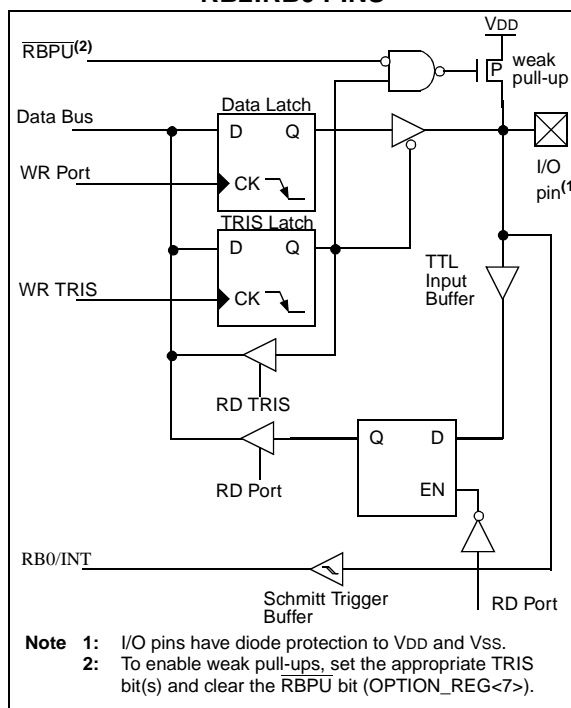 RB2:RB0 PINS
VDD
RBPU(2)
weak
pull-up
P
Data Latch
Data Bus
D Q
WR Port
CK
I/O
pin(1
TRIS Latch
D Q
TTL
Input
Buffer
WR TRIS
CK
RD TRIS
Q D
RD Port
EN
RB0/INT
Schmitt Trigger
Buffer
RD Port
Note 1: I/O pins have diode protection to VDD and VSS.
2: To enable weak pull-ups, set the appropriate TRIS
bit(s) and clear the RBPU bit (OPTION_REG<7>).